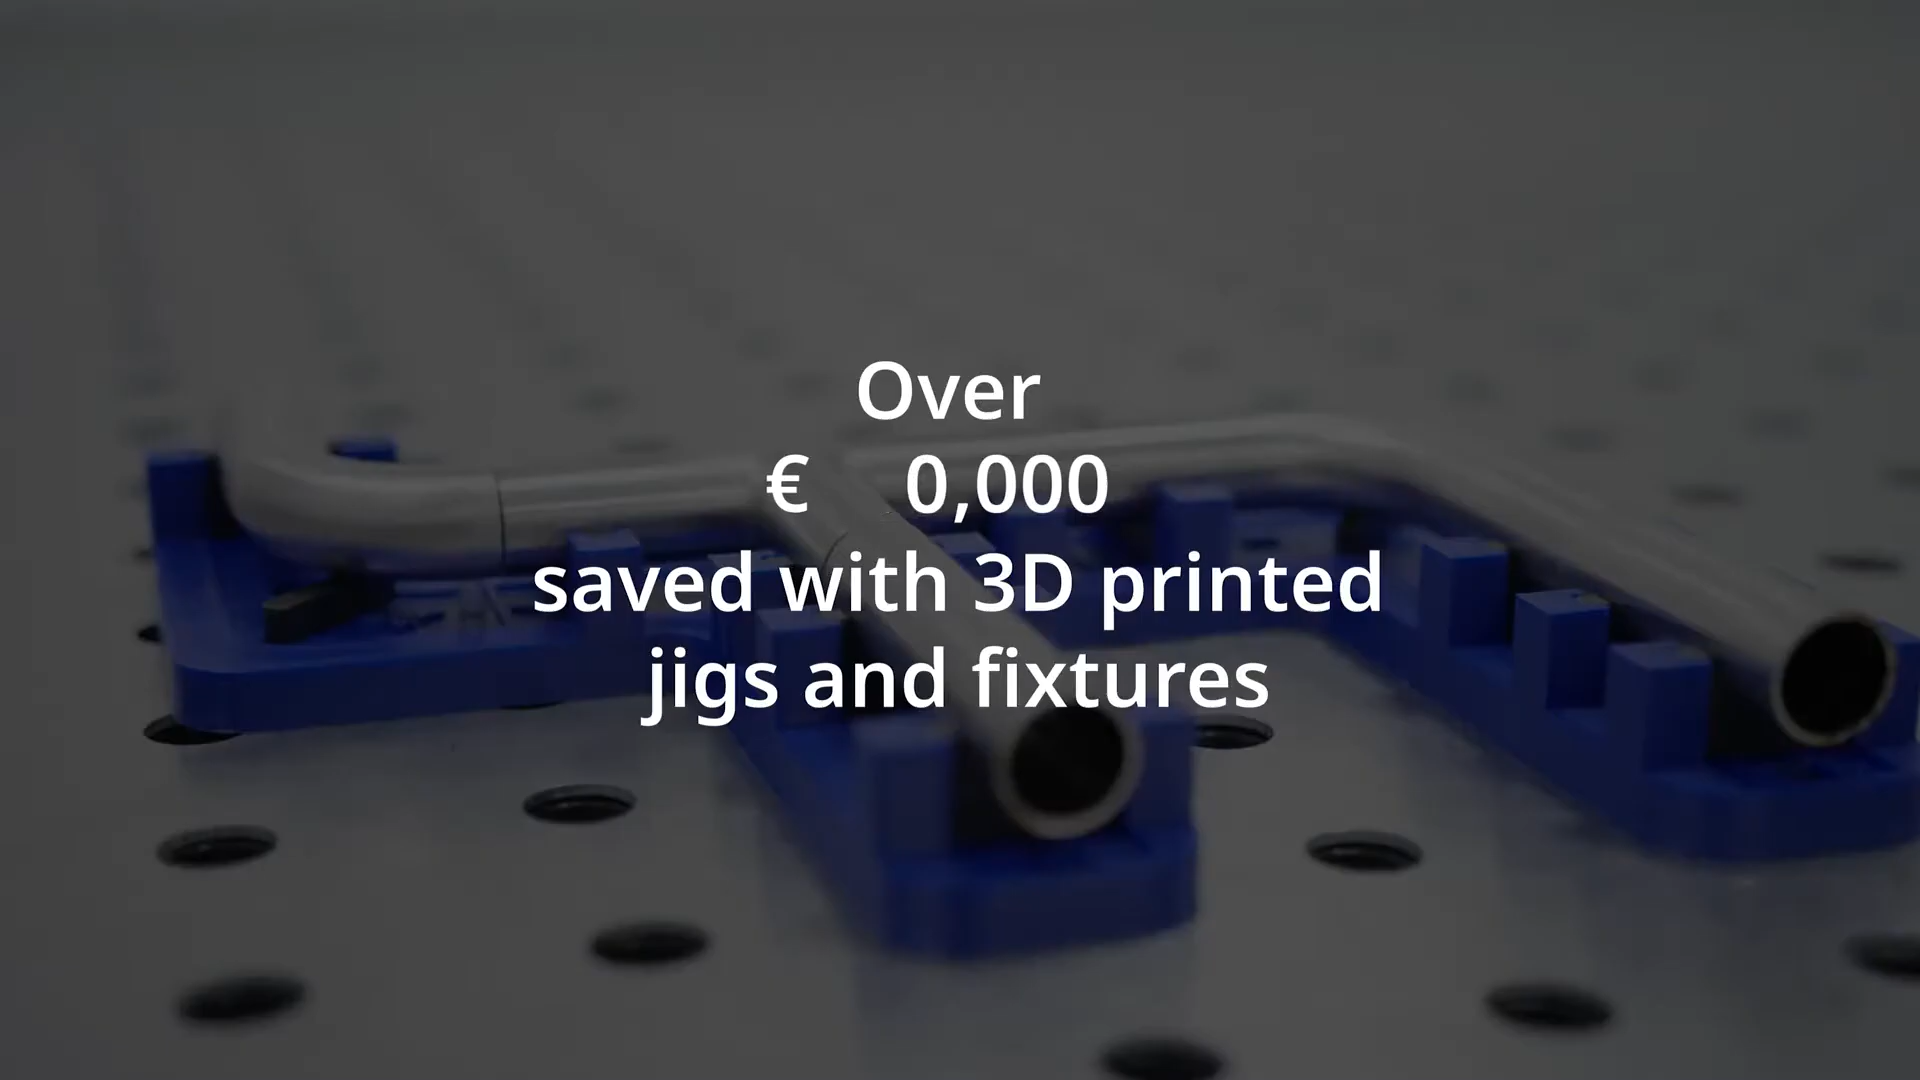 Over
€ 0,000
saved with 3D printed
jigs and fixtures